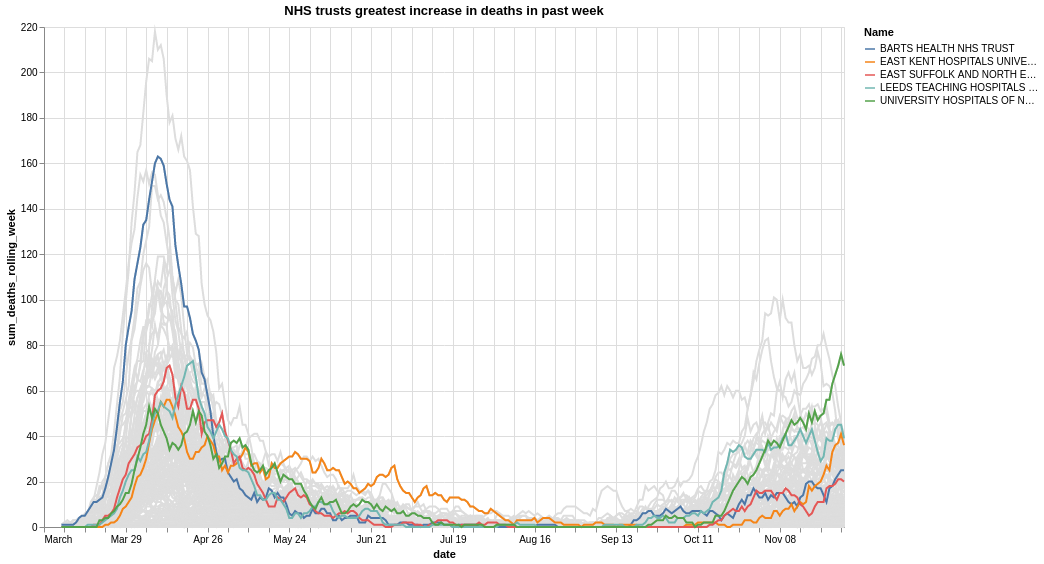 NHS trusts greatest increase in deaths in past week
Name
BARTS HEALTH NHS TRUST
EAST KENT HOSPITALS UNIVE…
EAST SUFFOLK AND NORTH E…
LEEDS TEACHING HOSPITALS …
UNIVERSITY HOSPITALS OF N…
sum_deaths_rolling_week
220
200
180
160
140
120
100
80
60
40
20
0
March Mar 29 Apr 26 May 24 Jun 21 Jul 19 Aug 16 Sep 13 Oct 11 Nov 08
date